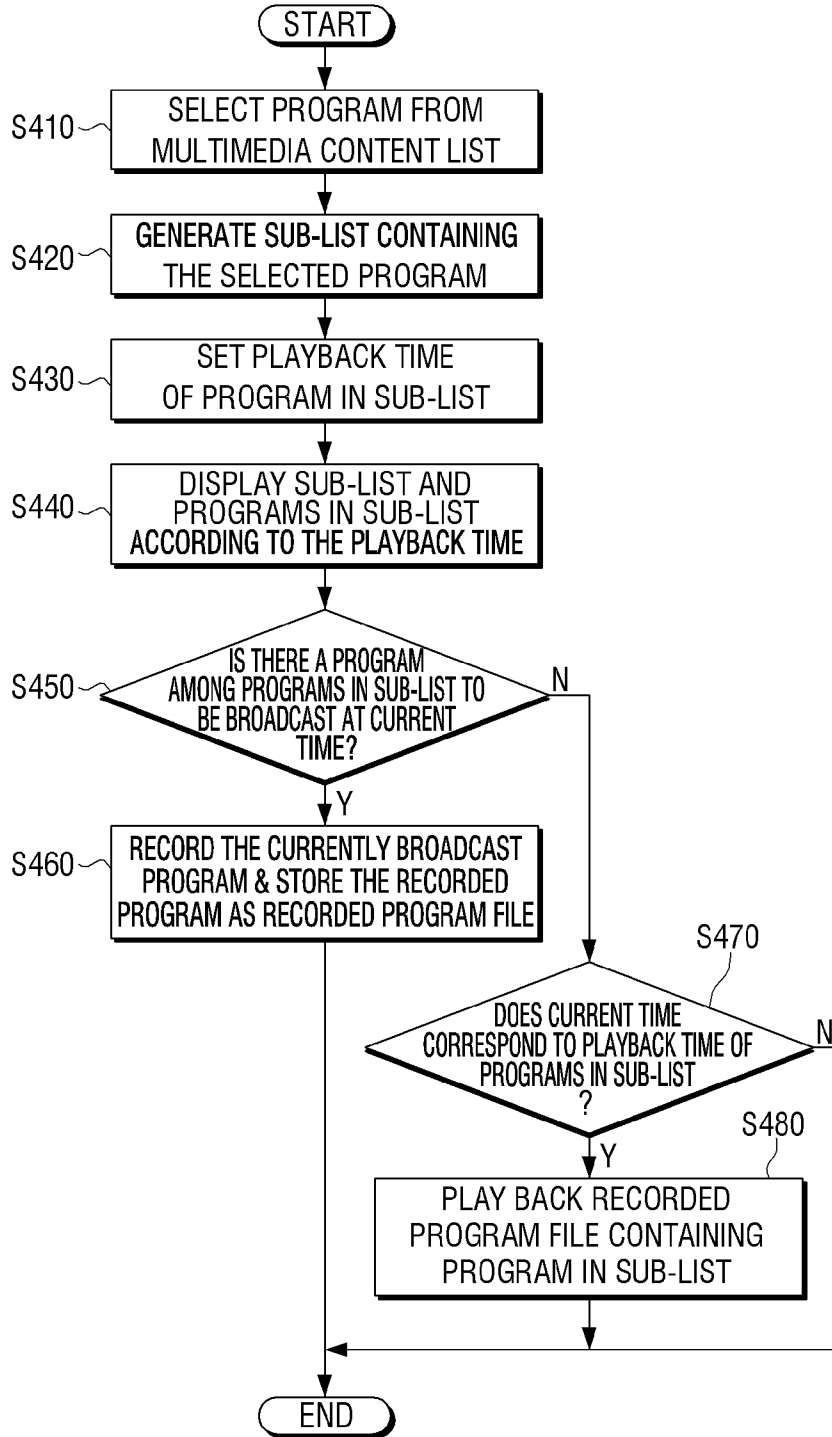 START
S410
SELECT PROGRAM FROM
MULTIMEDIA CONTENT LIST
S420
GENERATE SUB-LIST CONTAINING
THE SELECTED PROGRAM
S430
SET PLAYBACK TIME
OF PROGRAM IN SUB-LIST
S440
DISPLAY SUB-LIST AND
PROGRAMS IN SUB-LIST
ACCORDING TO THE PLAYBACK TIME
S450
IS THERE A PROGRAM
AMONG PROGRAMS IN SUB-LIST TO
BE BROADCAST AT CURRENT
TIME?
N
Y
S460
RECORD THE CURRENTLY BROADCAST
PROGRAM & STORE THE RECORDED
PROGRAM AS RECORDED PROGRAM FILE
S470
DOES CURRENT TIME
CORRESPOND TO PLAYBACK TIME OF
PROGRAMS IN SUB-LIST
?
N
Y
S480
PLAY BACK RECORDED
PROGRAM FILE CONTAINING
PROGRAM IN SUB-LIST
END